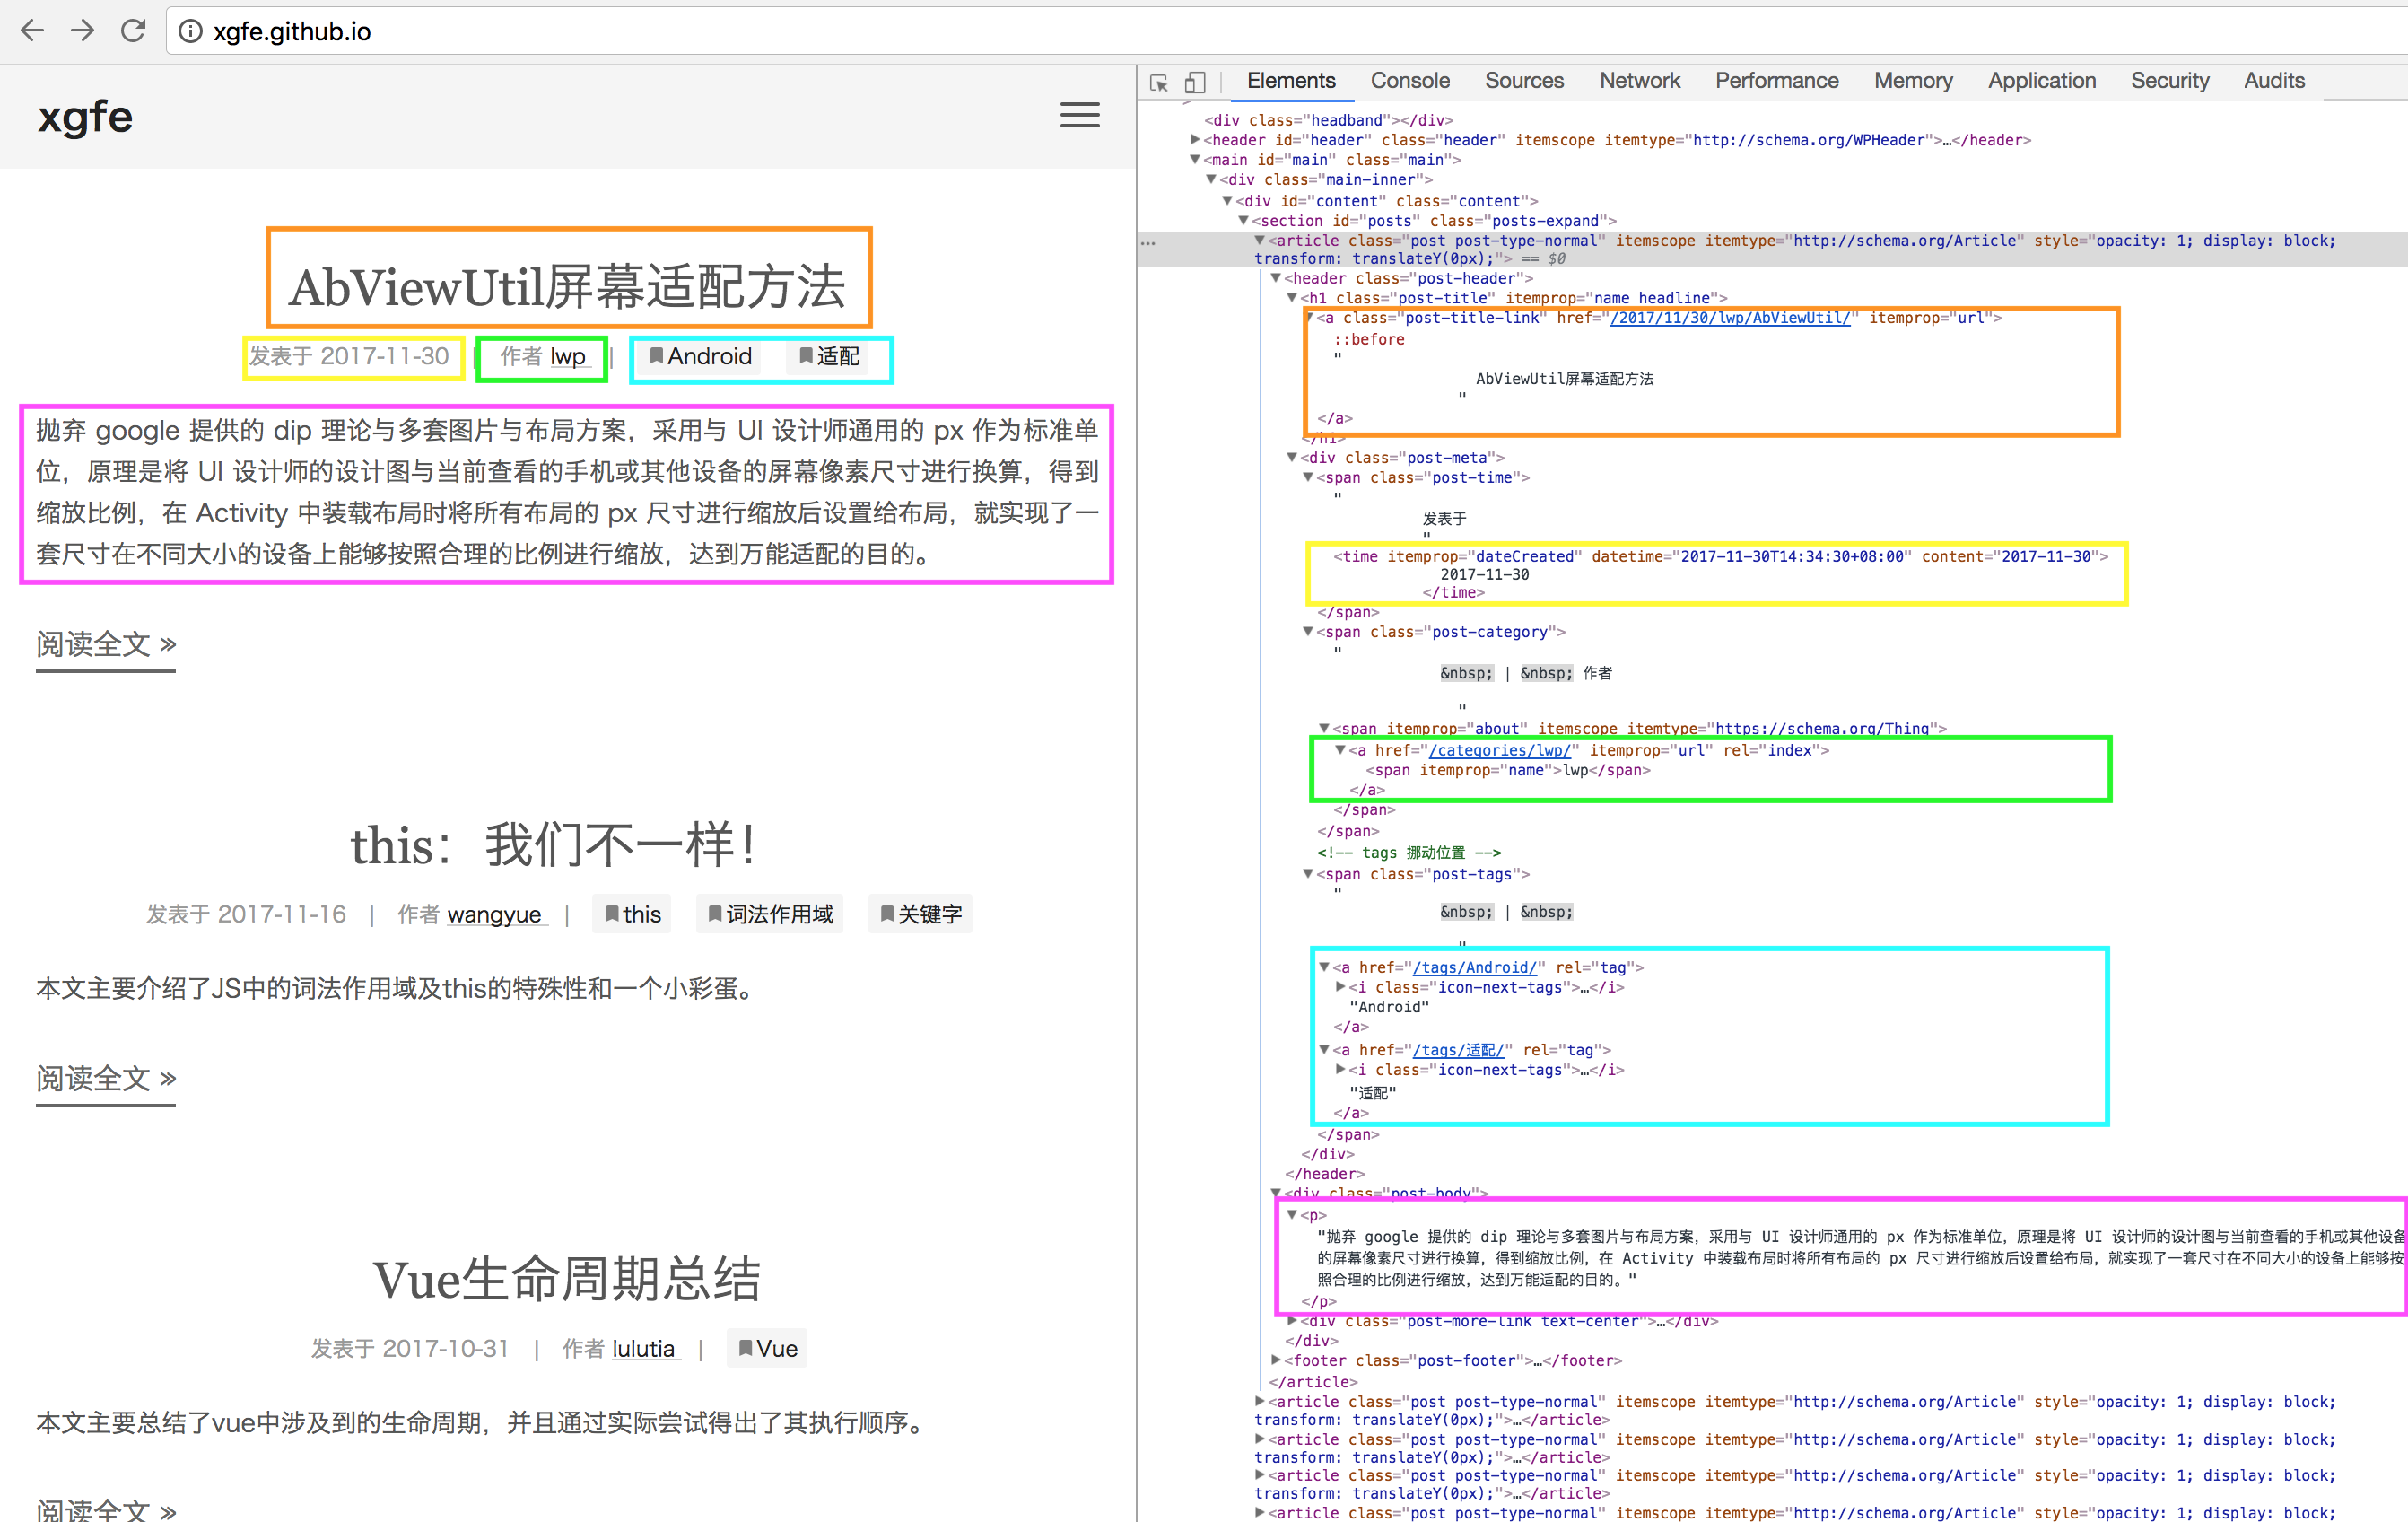 xgfe.github.io
xgfe
AbViewUtil屏幕适配方法
发表于 2017-11-30 | 作者 lwp | Android 适配
抛弃 google 提供的 dip 理论与多套图片与布局方案，采用与 UI 设计师通用的 px 作为标准单
位，原理是将 UI 设计师的设计图与当前查看的手机或其他设备的屏幕像素尺寸进行换算，得到
缩放比例，在 Activity 中装载布局时将所有布局的 px 尺寸进行缩放后设置给布局，就实现了一
套尺寸在不同大小的设备上能够按照合理的比例进行缩放，达到万能适配的目的。
阅读全文 »
this：我们不一样！
发表于 2017-11-16 | 作者 wangyue | this 词法作用域 关键字
本文主要介绍了JS中的词法作用域及this的特殊性和一个小彩蛋。
阅读全文 »
Vue生命周期总结
发表于 2017-10-31 | 作者 lulutia | Vue
本文主要总结了vue中涉及到的生命周期，并且通过实际尝试得出了其执行顺序。
阅读全文 »
Elements Console Sources Network Performance Memory Application Security Audits
<div class="headband"></div>
<header id="header" class="header" itemscope itemtype="http://schema.org/WPHeader">…</header>
<main id="main" class="main">
<div class="main-inner">
<div id="content" class="content">
<section id="posts" class="posts-expand">
<article class="post post-type-normal" itemscope itemtype="http://schema.org/Article" style="opacity: 1; display: block;
transform: translateY(0px);"> == $0
<header class="post-header">
<h1 class="post-title" itemprop="name headline">
<a class="post-title-link" href="/2017/11/30/lwp/AbViewUtil/" itemprop="url">
::before
"
AbViewUtil屏幕适配方法
"
</a>
</h1>
<div class="post-meta">
<span class="post-time">
"
发表于
"
<time itemprop="dateCreated" datetime="2017-11-30T14:34:30+08:00" content="2017-11-30">
2017-11-30
</time>
</span>
<span class="post-category">
"
&nbsp; | &nbsp; 作者
"
<span itemprop="about" itemscope itemtype="https://schema.org/Thing">
<a href="/categories/lwp/" itemprop="url" rel="index">
<span itemprop="name">lwp</span>
</a>
</span>
</span>
<!-- tags 挪动位置 -->
<span class="post-tags">
"
&nbsp; | &nbsp;
"
<a href="/tags/Android/" rel="tag">
<i class="icon-next-tags">…</i>
"Android"
</a>
<a href="/tags/适配/" rel="tag">
<i class="icon-next-tags">…</i>
"适配"
</a>
</span>
</div>
</header>
<div class="post-body">
<p>
"抛弃 google 提供的 dip 理论与多套图片与布局方案，采用与 UI 设计师通用的 px 作为标准单位，原理是将 UI 设计师的设计图与当前查看的手机或其他设备
的屏幕像素尺寸进行换算，得到缩放比例，在 Activity 中装载布局时将所有布局的 px 尺寸进行缩放后设置给布局，就实现了一套尺寸在不同大小的设备上能够按
照合理的比例进行缩放，达到万能适配的目的。"
</p>
<div class="post-more-link text-center">…</div>
</div>
<footer class="post-footer">…</footer>
</article>
<article class="post post-type-normal" itemscope itemtype="http://schema.org/Article" style="opacity: 1; display: block;
transform: translateY(0px);">…</article>
<article class="post post-type-normal" itemscope itemtype="http://schema.org/Article" style="opacity: 1; display: block;
transform: translateY(0px);">…</article>
<article class="post post-type-normal" itemscope itemtype="http://schema.org/Article" style="opacity: 1; display: block;
transform: translateY(0px);">…</article>
<article class="post post-type-normal" itemscope itemtype="http://schema.org/Article" style="opacity: 1; display: block;